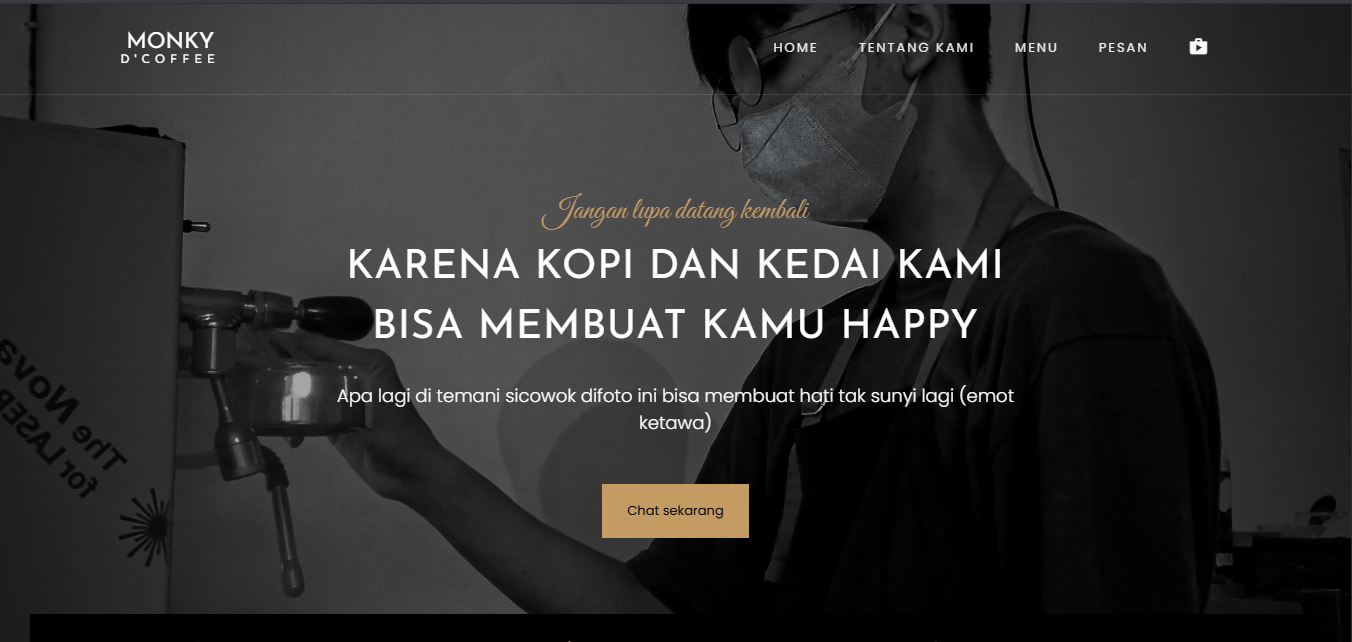 MONKY
D'COFFEE
HOME TENTANG KAMI MENU PESAN
Jangan lupa datang kembali
KARENA KOPI DAN KEDAI KAMI
BISA MEMBUAT KAMU HAPPY
Apa lagi di temani sicowok difoto ini bisa membuat hati tak sunyi lagi (emot
ketawa)
Chat sekarang
The Nova
for LASER